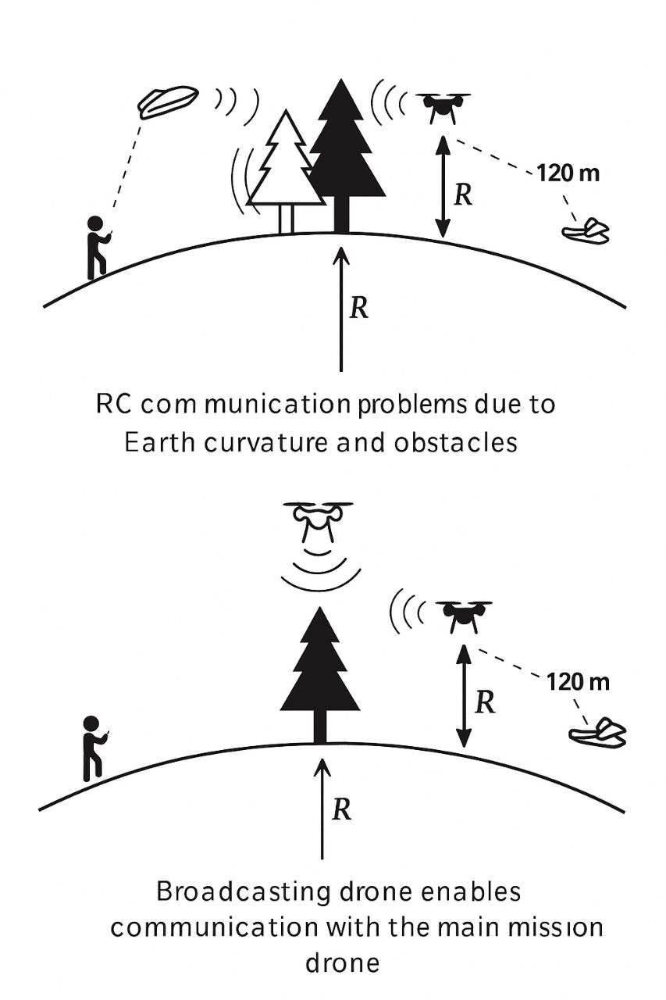 120 m
R
R
RC com munication problems due to
Earth curvature and obstacles
120 m
R
R
Broadcasting drone enables
communication with the main mission
drone